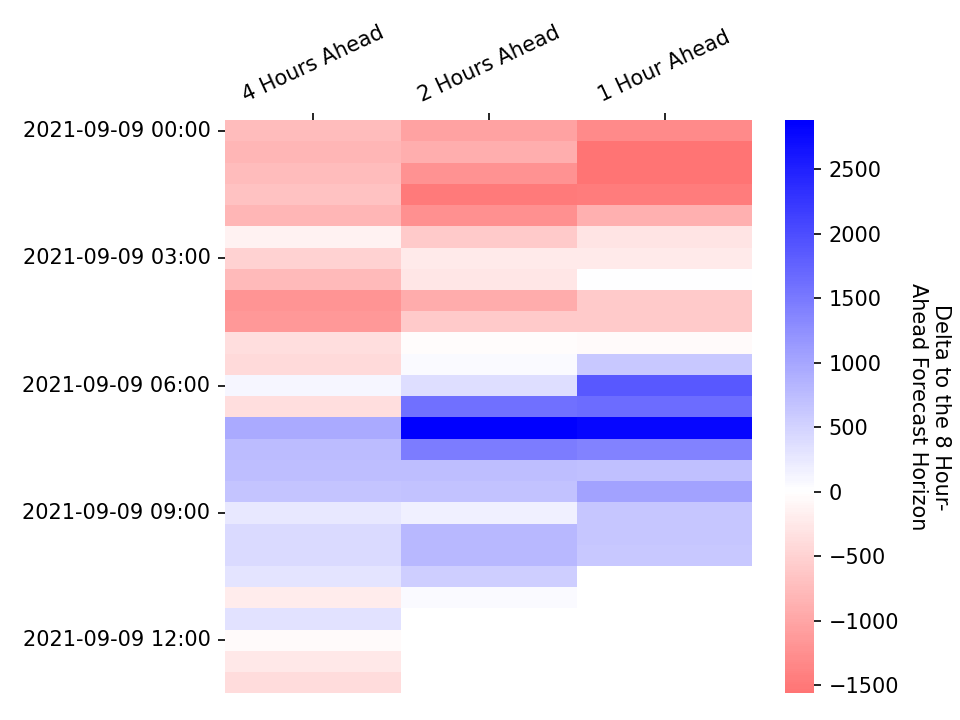 4 Hours Ahead
2 Hours Ahead
1 Hour Ahead
2021-09-09 00:00
2021-09-09 03:00
2021-09-09 06:00
2021-09-09 09:00
2021-09-09 12:00
2500
2000
1500
1000
500
0
−500
−1000
−1500
Delta to the 8 Hour-
Ahead Forecast Horizon